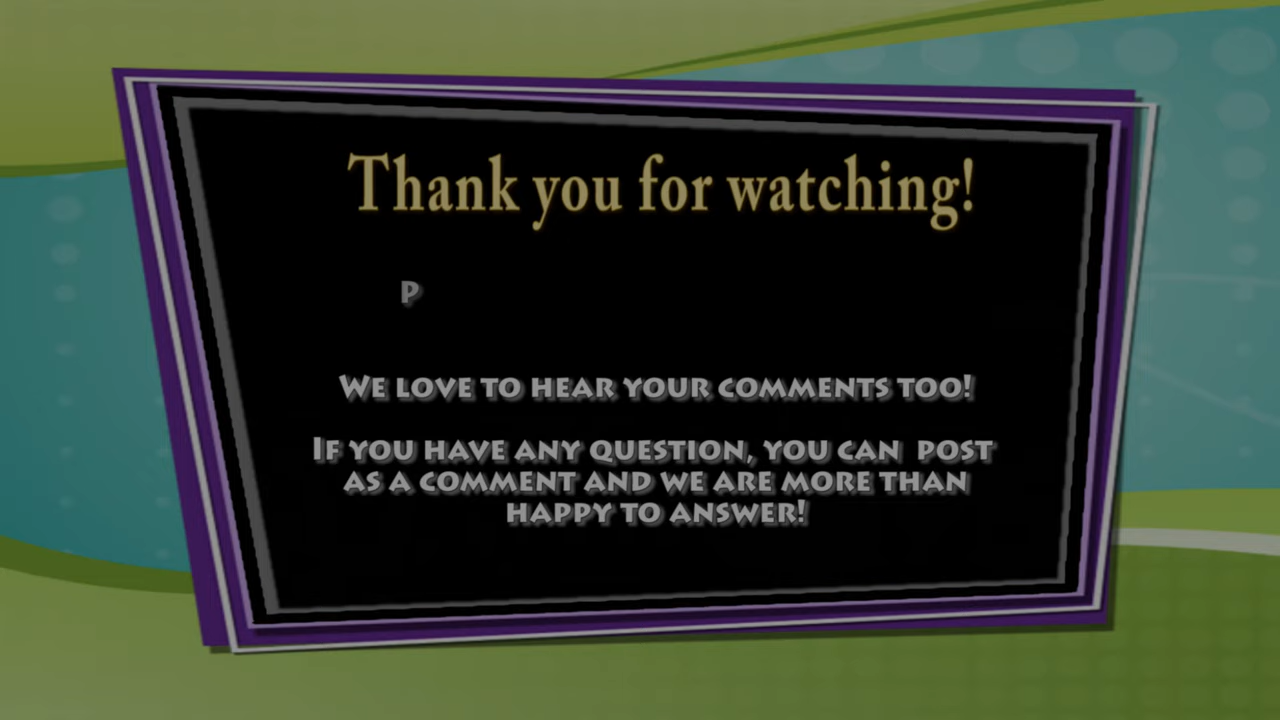 Thank you for watching!
P
We love to hear your comments too!
If you have any question, you can post
as a comment and we are more than
happy to answer!